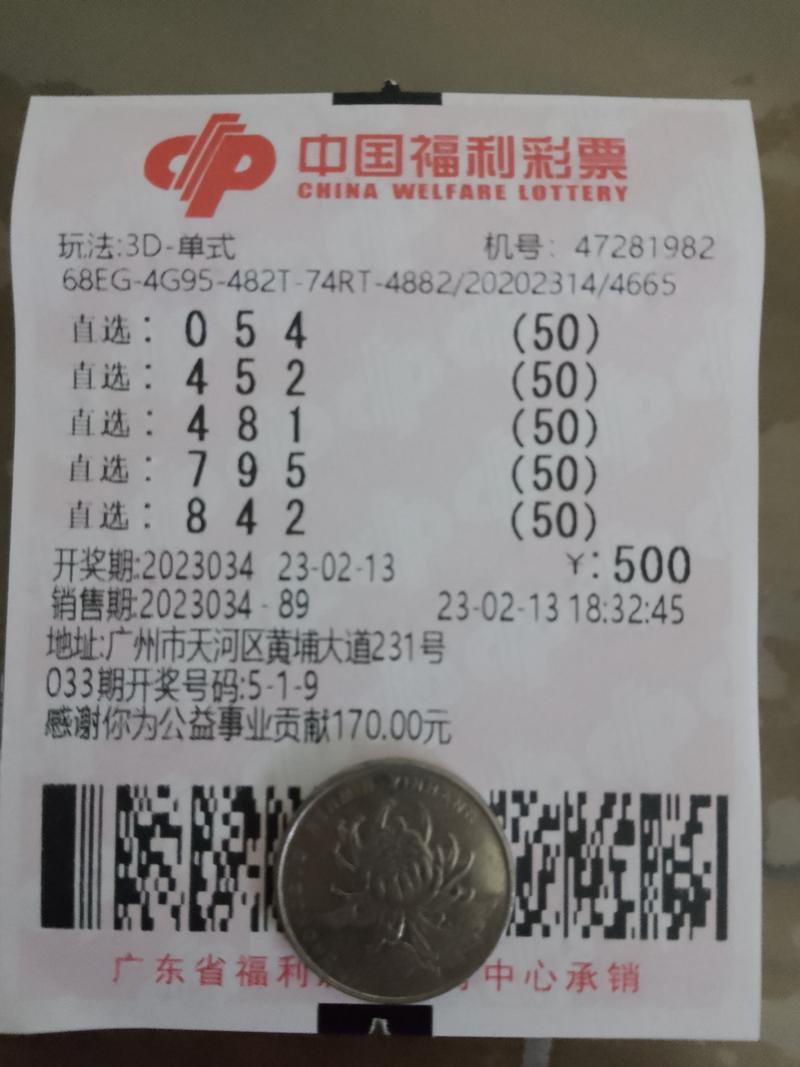 中国福利彩票
CHINA WELFARE LOTTERY
玩法:3D-单式 机号: 47281982
68EG-4G95-482T-74RT-4882/20202314/4665
直选: 0 5 4 (50)
直选: 4 5 2 (50)
直选: 4 8 1 (50)
直选: 7 9 5 (50)
直选: 8 4 2 (50)
开奖期:2023034 23-02-13 ¥:500
销售期:2023034-89 23-02-13 18:32:45
地址:广州市天河区黄埔大道231号
033期开奖号码:5-1-9
感谢你为公益事业贡献170.00元
YINHANG
广东省福利 中心承销